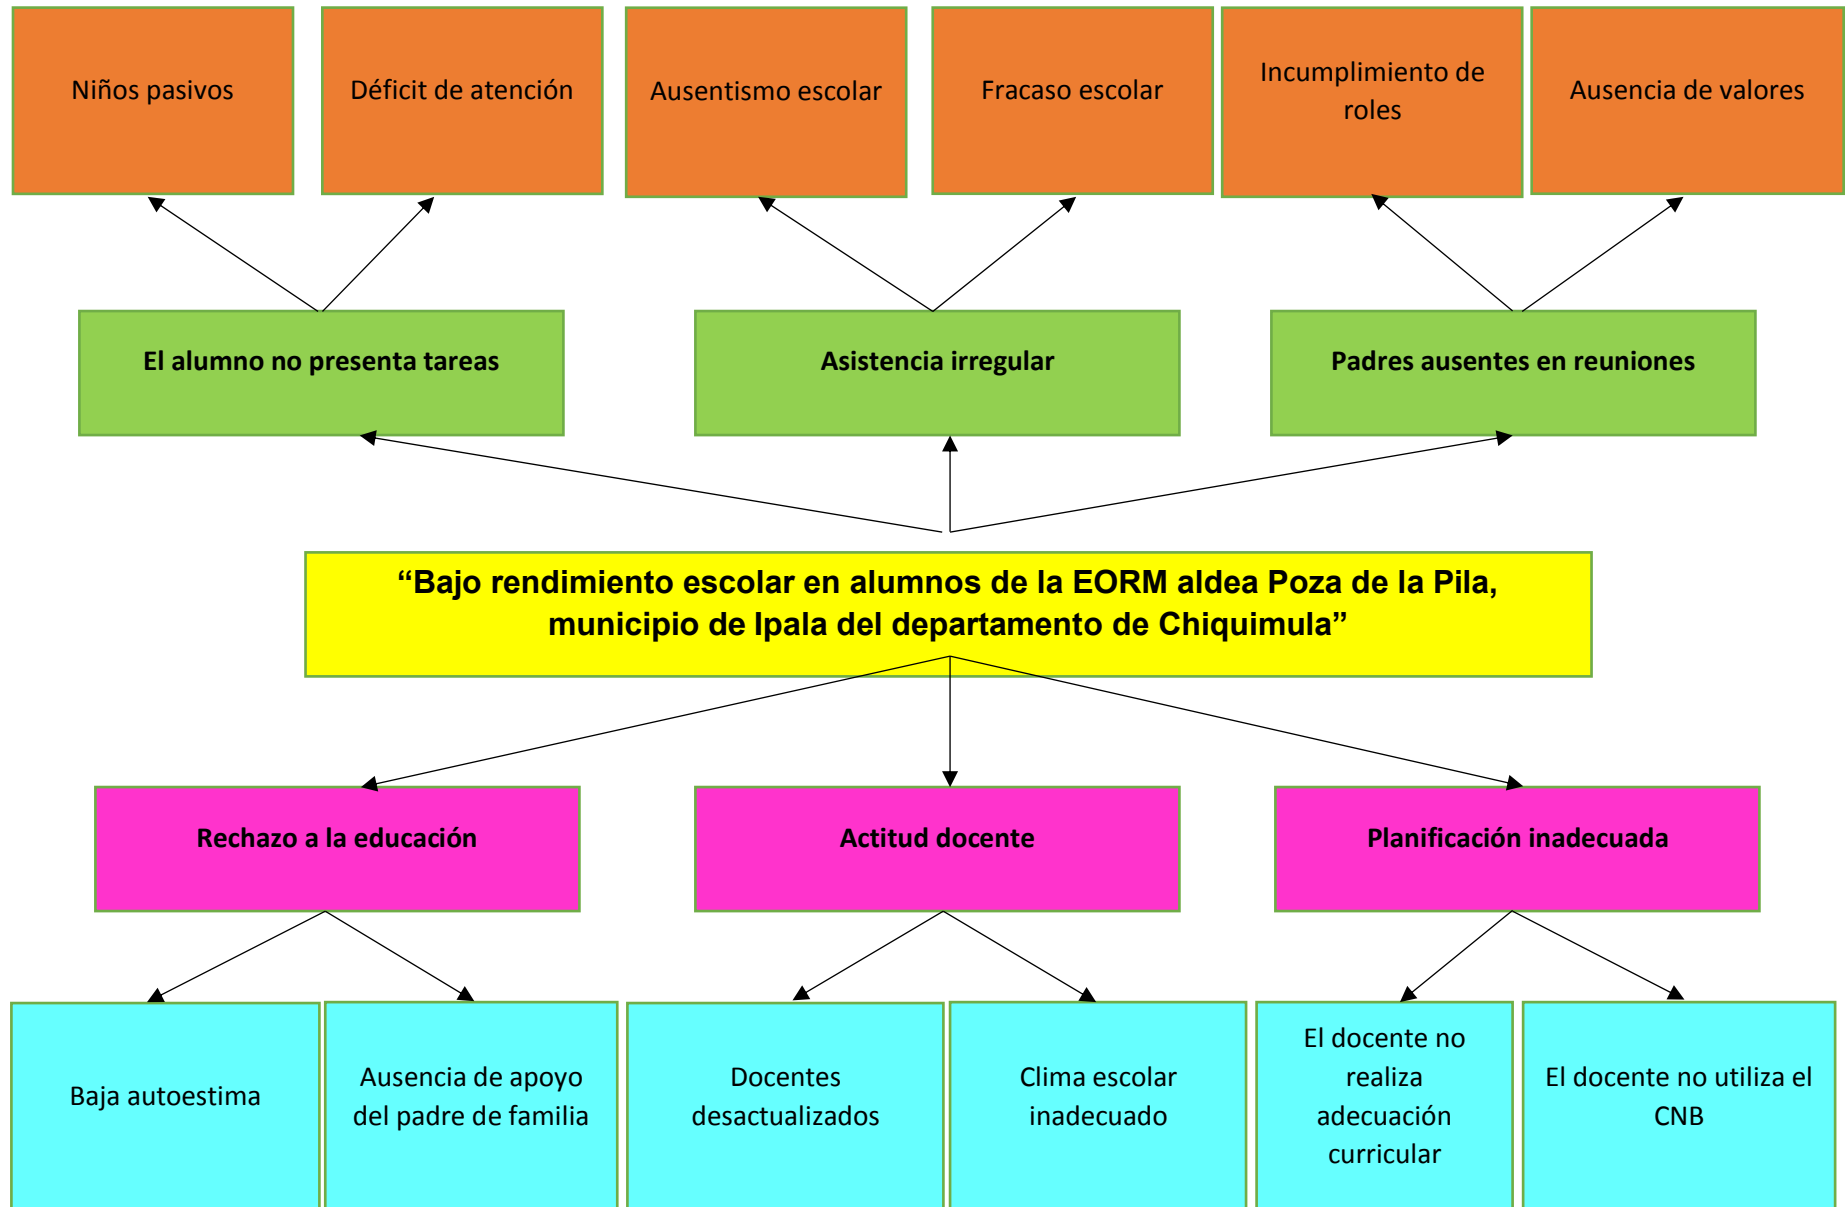 Niños pasivos
Déficit de atención
Ausentismo escolar
Fracaso escolar
Incumplimiento de
roles
Ausencia de valores
El alumno no presenta tareas
Asistencia irregular
Padres ausentes en reuniones
“Bajo rendimiento escolar en alumnos de la EORM aldea Poza de la Pila,
municipio de Ipala del departamento de Chiquimula”
Rechazo a la educación
Actitud docente
Planificación inadecuada
Baja autoestima
Ausencia de apoyo
del padre de familia
Docentes
desactualizados
Clima escolar
inadecuado
El docente no
realiza
adecuación
curricular
El docente no utiliza el
CNB